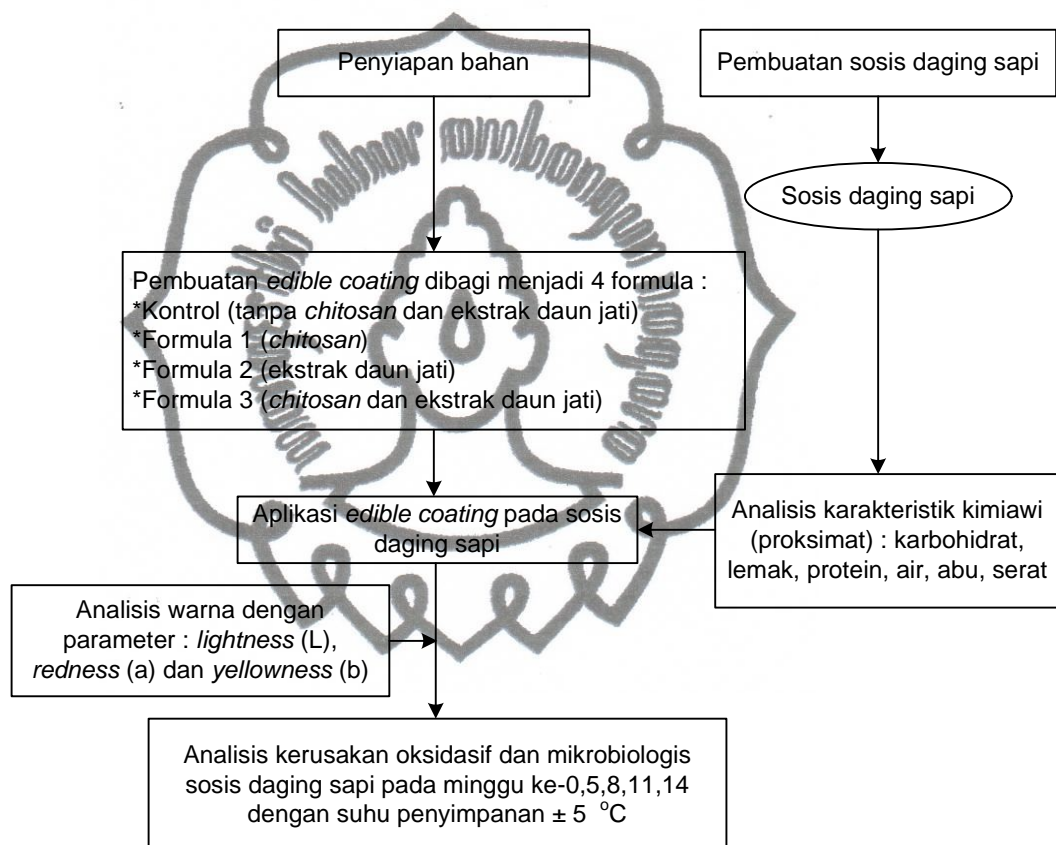 Penyiapan bahan
Pembuatan sosis daging sapi
Sosis daging sapi
Pembuatan edible coating dibagi menjadi 4 formula :
*Kontrol (tanpa chitosan dan ekstrak daun jati)
*Formula 1 (chitosan)
*Formula 2 (ekstrak daun jati)
*Formula 3 (chitosan dan ekstrak daun jati)
Aplikasi edible coating pada sosis
daging sapi
Analisis karakteristik kimiawi
(proksimat) : karbohidrat,
lemak, protein, air, abu, serat
Analisis warna dengan
parameter : lightness (L),
redness (a) dan yellowness (b)
Analisis kerusakan oksidasif dan mikrobiologis
sosis daging sapi pada minggu ke-0,5,8,11,14
dengan suhu penyimpanan ± 5 °C